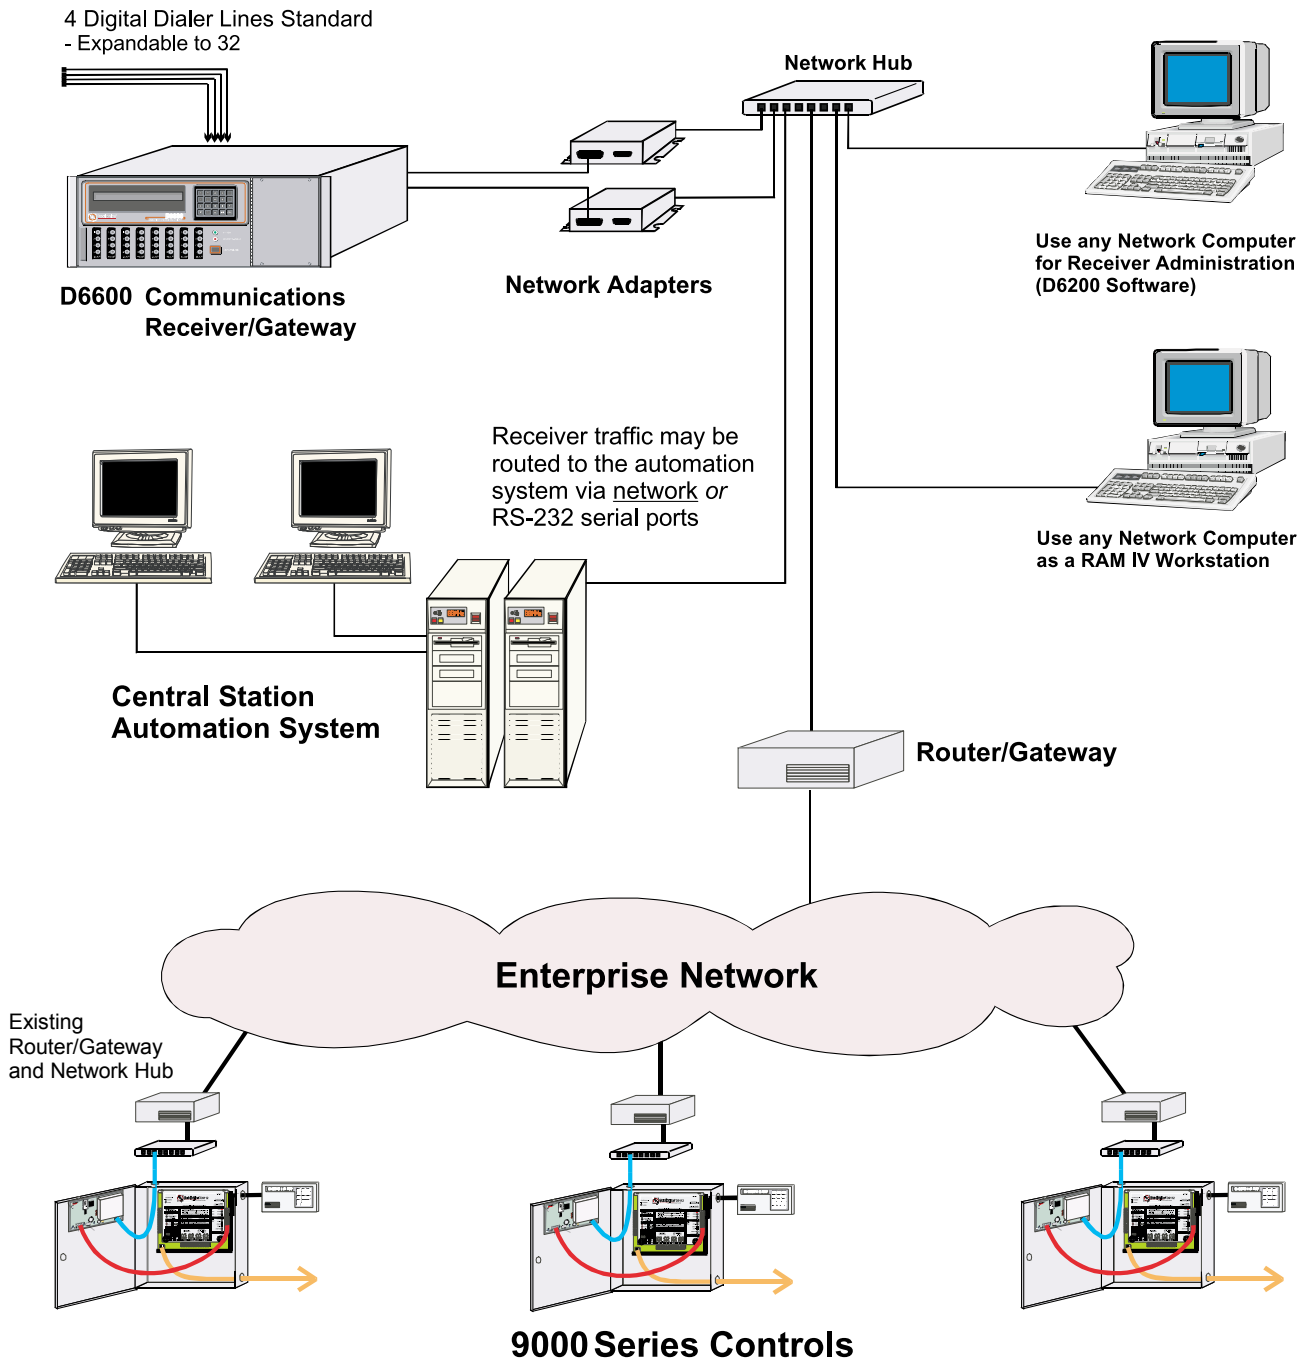 4 Digital Dialer Lines Standard
- Expandable to 32
Network Hub
D6600 Communications
Receiver/Gateway
Network Adapters
Use any Network Computer
for Receiver Administration
(D6200 Software)
Receiver traffic may be
routed to the automation
system via network or
RS-232 serial ports
Use any Network Computer
as a RAM IV Workstation
Central Station
Automation System
Router/Gateway
Enterprise Network
Existing
Router/Gateway
and Network Hub
9000 Series Controls